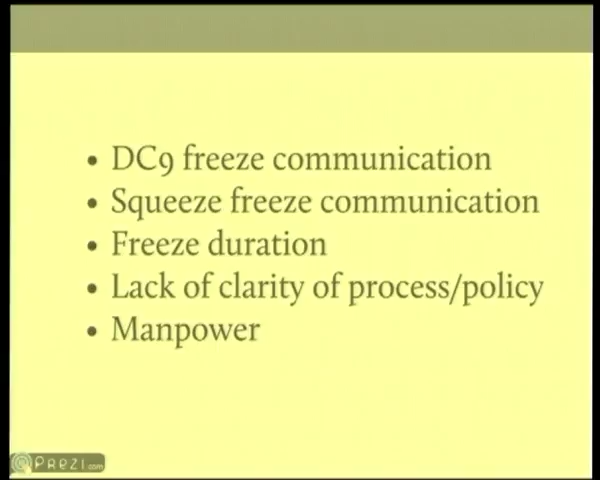 • DC9 freeze communication
• Squeeze freeze communication
• Freeze duration
• Lack of clarity of process/policy
• Manpower
PREZI.com